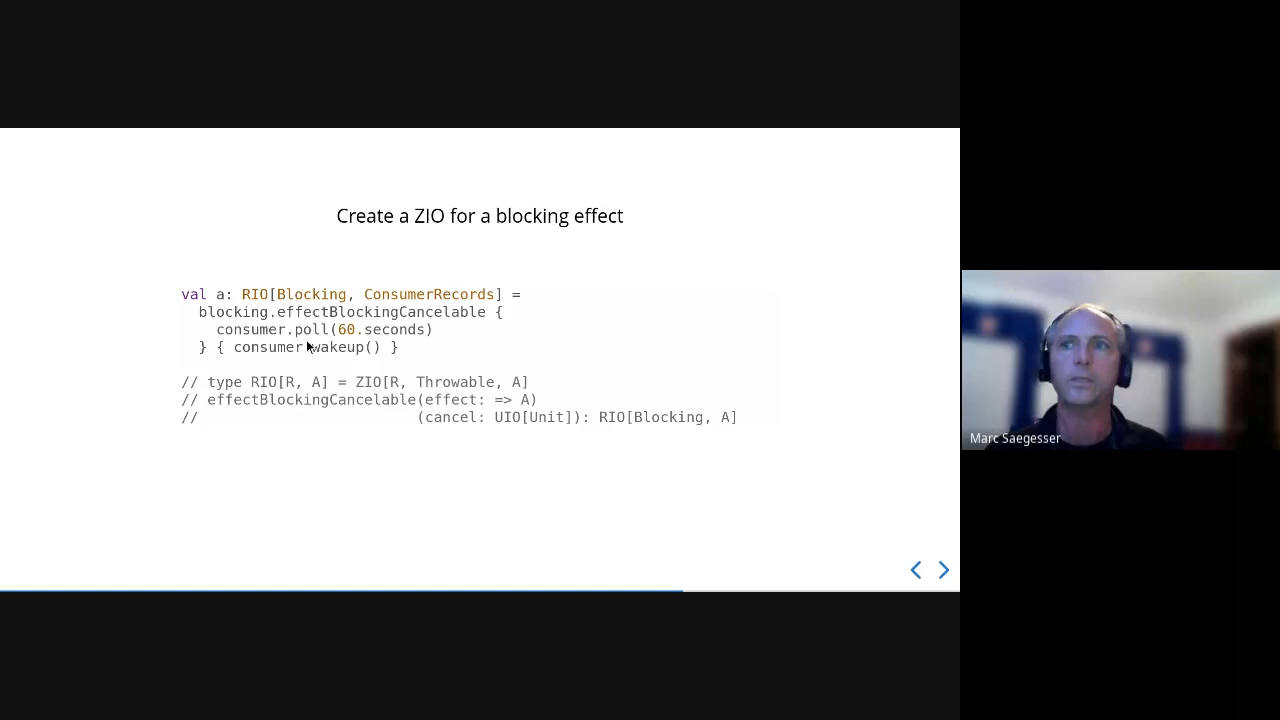 Create a ZIO for a blocking effect
val a: RIO[Blocking, ConsumerRecords] =
blocking.effectBlockingCancelable {
consumer.poll(60.seconds)
} { consumer.wakeup() }
// type RIO[R, A] = ZIO[R, Throwable, A]
// effectBlockingCancelable(effect: => A)
// (cancel: UIO[Unit]): RIO[Blocking, A]
Marc Saegesser